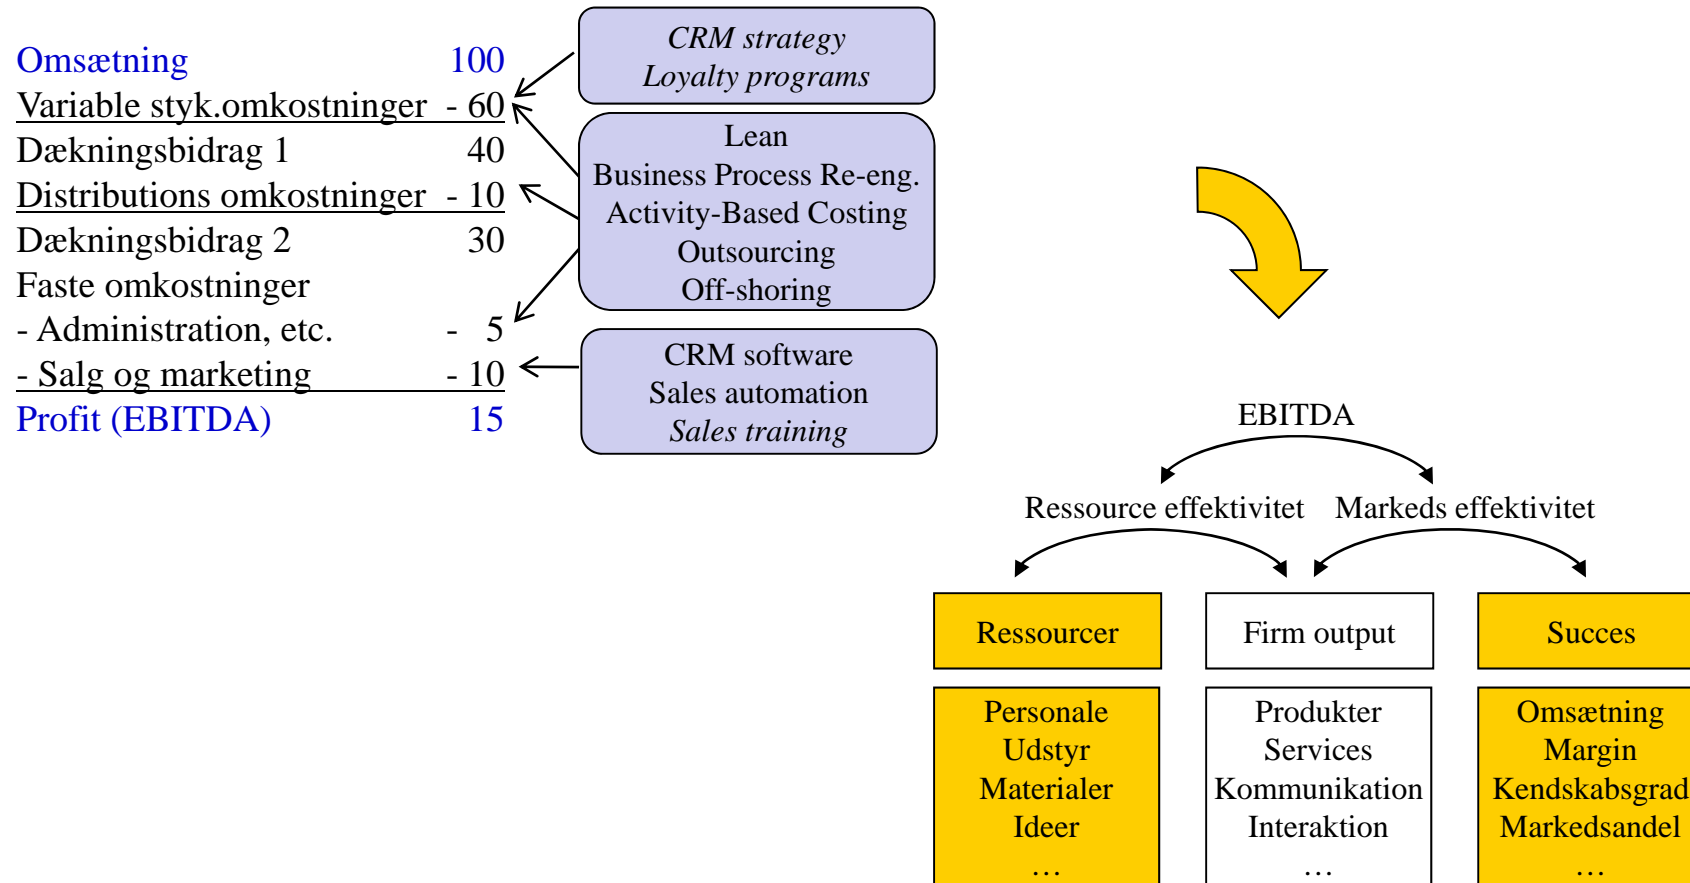 Omsætning 100
Variable styk.omkostninger - 60
Dækningsbidrag 1 40
Distributions omkostninger - 10
Dækningsbidrag 2 30
Faste omkostninger
- Administration, etc. - 5
- Salg og marketing - 10
Profit (EBITDA) 15
CRM strategy
Loyalty programs
Lean
Business Process Re-eng.
Activity-Based Costing
Outsourcing
Off-shoring
CRM software
Sales automation
Sales training
EBITDA
Ressource effektivitet
Markeds effektivitet
Ressourcer
Firm output
Succes
Personale
Udstyr
Materialer
Ideer
…
Produkter
Services
Kommunikation
Interaktion
…
Omsætning
Margin
Kendskabsgrad
Markedsandel
…